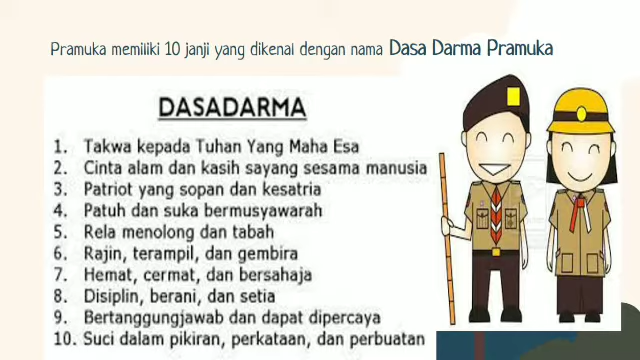 Pramuka memiliki 10 janji yang dikenal dengan nama Dasa Darma Pramuka
DASADARMA
1. Takwa kepada Tuhan Yang Maha Esa
2. Cinta alam dan kasih sayang sesama manusia
3. Patriot yang sopan dan kesatria
4. Patuh dan suka bermusyawarah
5. Rela menolong dan tabah
6. Rajin, terampil, dan gembira
7. Hemat, cermat, dan bersahaja
8. Disiplin, berani, dan setia
9. Bertanggungjawab dan dapat dipercaya
10. Suci dalam pikiran, perkataan, dan perbuatan